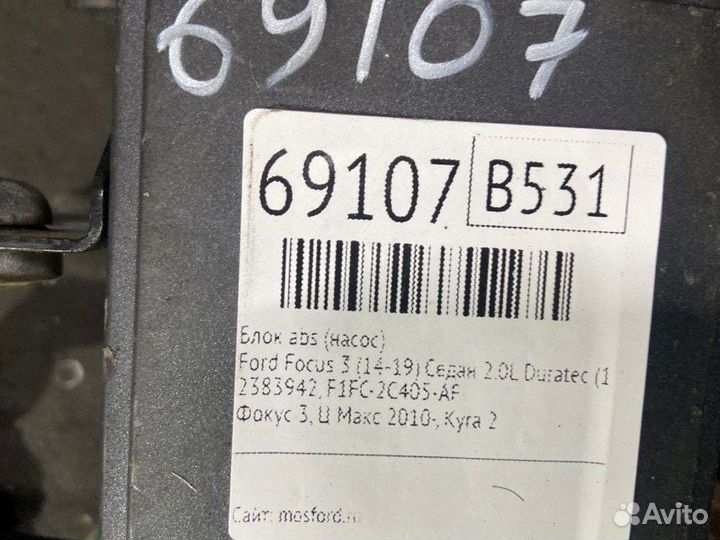 69107
69107 B531
Блок abs (насос)
Ford Focus 3 (14-19) Седан 2.0L Duratec (1
2383942, F1FC-2C405-AF
Фокус 3, Ц Макс 2010-, Куга 2
Сайт: mosford.ru
Avito